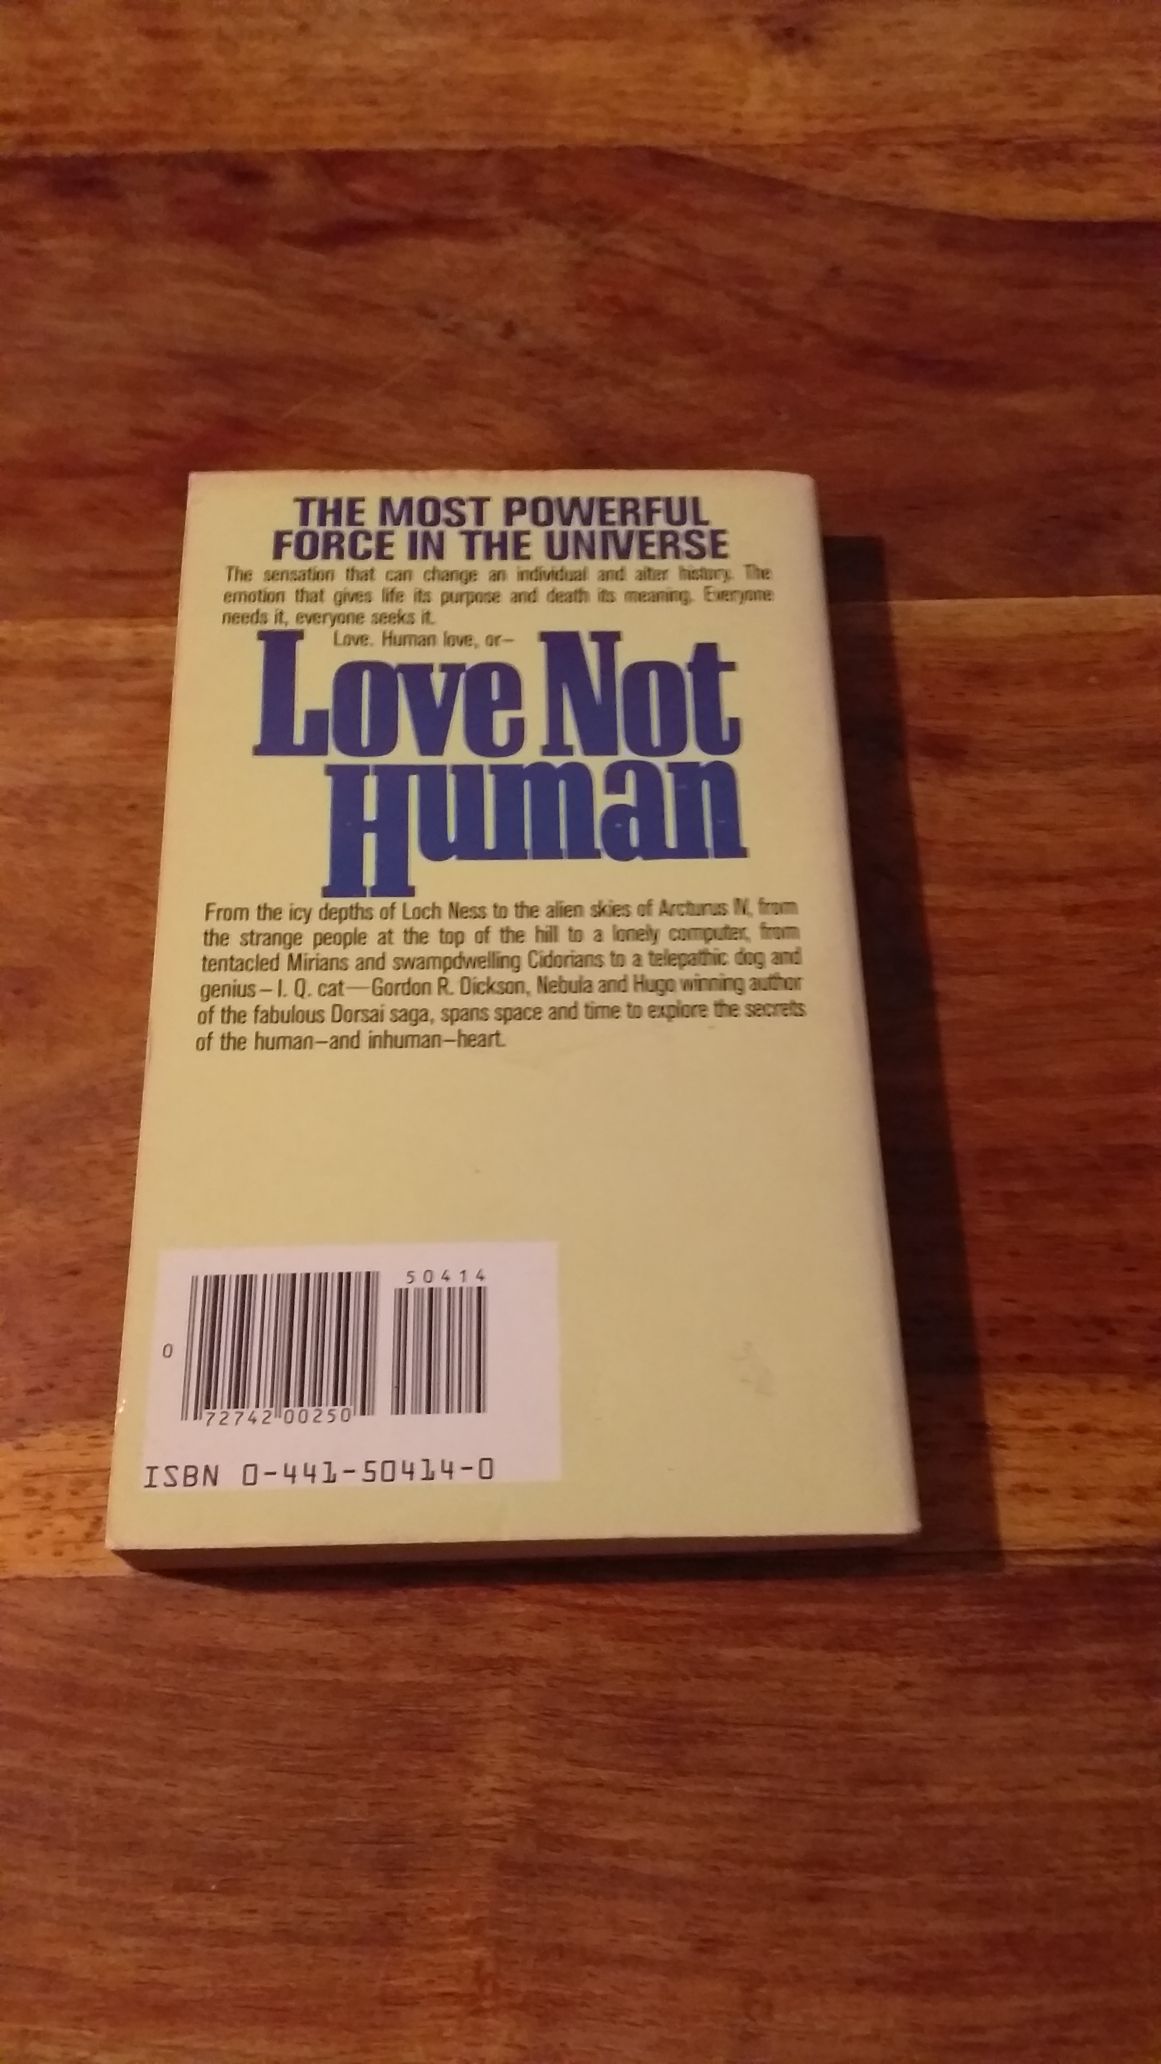 THE MOST POWERFUL
FORCE IN THE UNIVERSE
The sensation that can change an individual and alter history. The
emotion that gives life its purpose and death its meaning. Everyone
needs it, everyone seeks it.
Love. Human love, or—
Love Not
Human
From the icy depths of Loch Ness to the alien skies of Arcturus IV, from
the strange people at the top of the hill to a lonely computer, from
tentacled Mirians and swampdwelling Cidorians to a telepathic dog and
genius–I. Q. cat—Gordon R. Dickson, Nebula and Hugo winning author
of the fabulous Dorsai saga, spans space and time to explore the secrets
of the human—and inhuman—heart.
50414
0
72742 00250
ISBN 0-441-50414-0